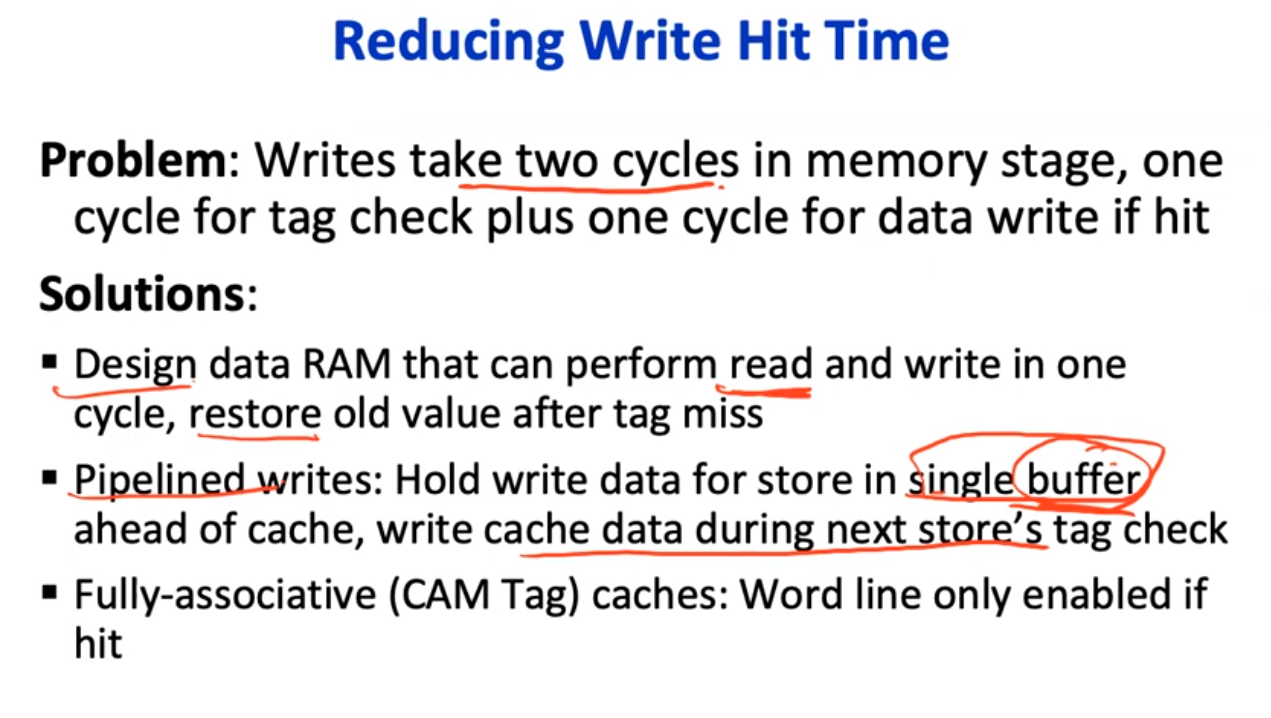 Reducing Write Hit Time
Problem: Writes take two cycles in memory stage, one
cycle for tag check plus one cycle for data write if hit
Solutions:
▪ Design data RAM that can perform read and write in one
cycle, restore old value after tag miss
▪ Pipelined writes: Hold write data for store in single buffer
ahead of cache, write cache data during next store’s tag check
▪ Fully-associative (CAM Tag) caches: Word line only enabled if
hit